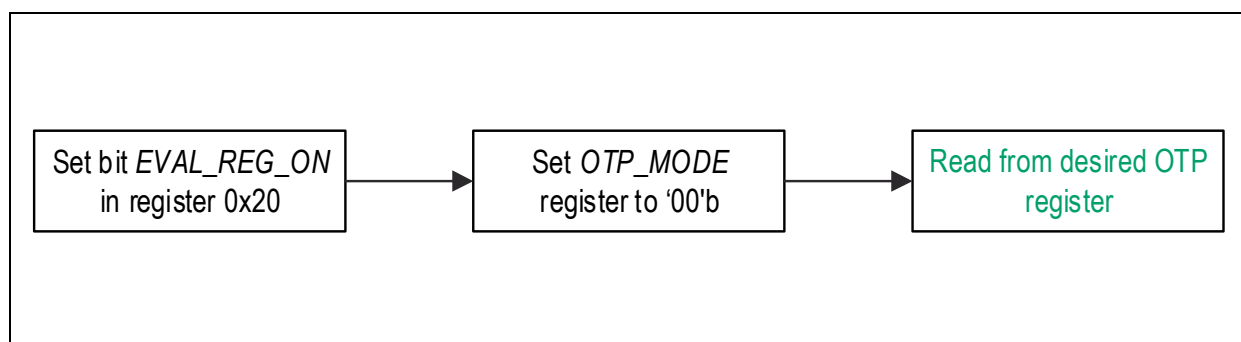 Set bit EVAL_REG_ON
in register 0x20
Set OTP_MODE
register to ‘00'b
Read from desired OTP
register